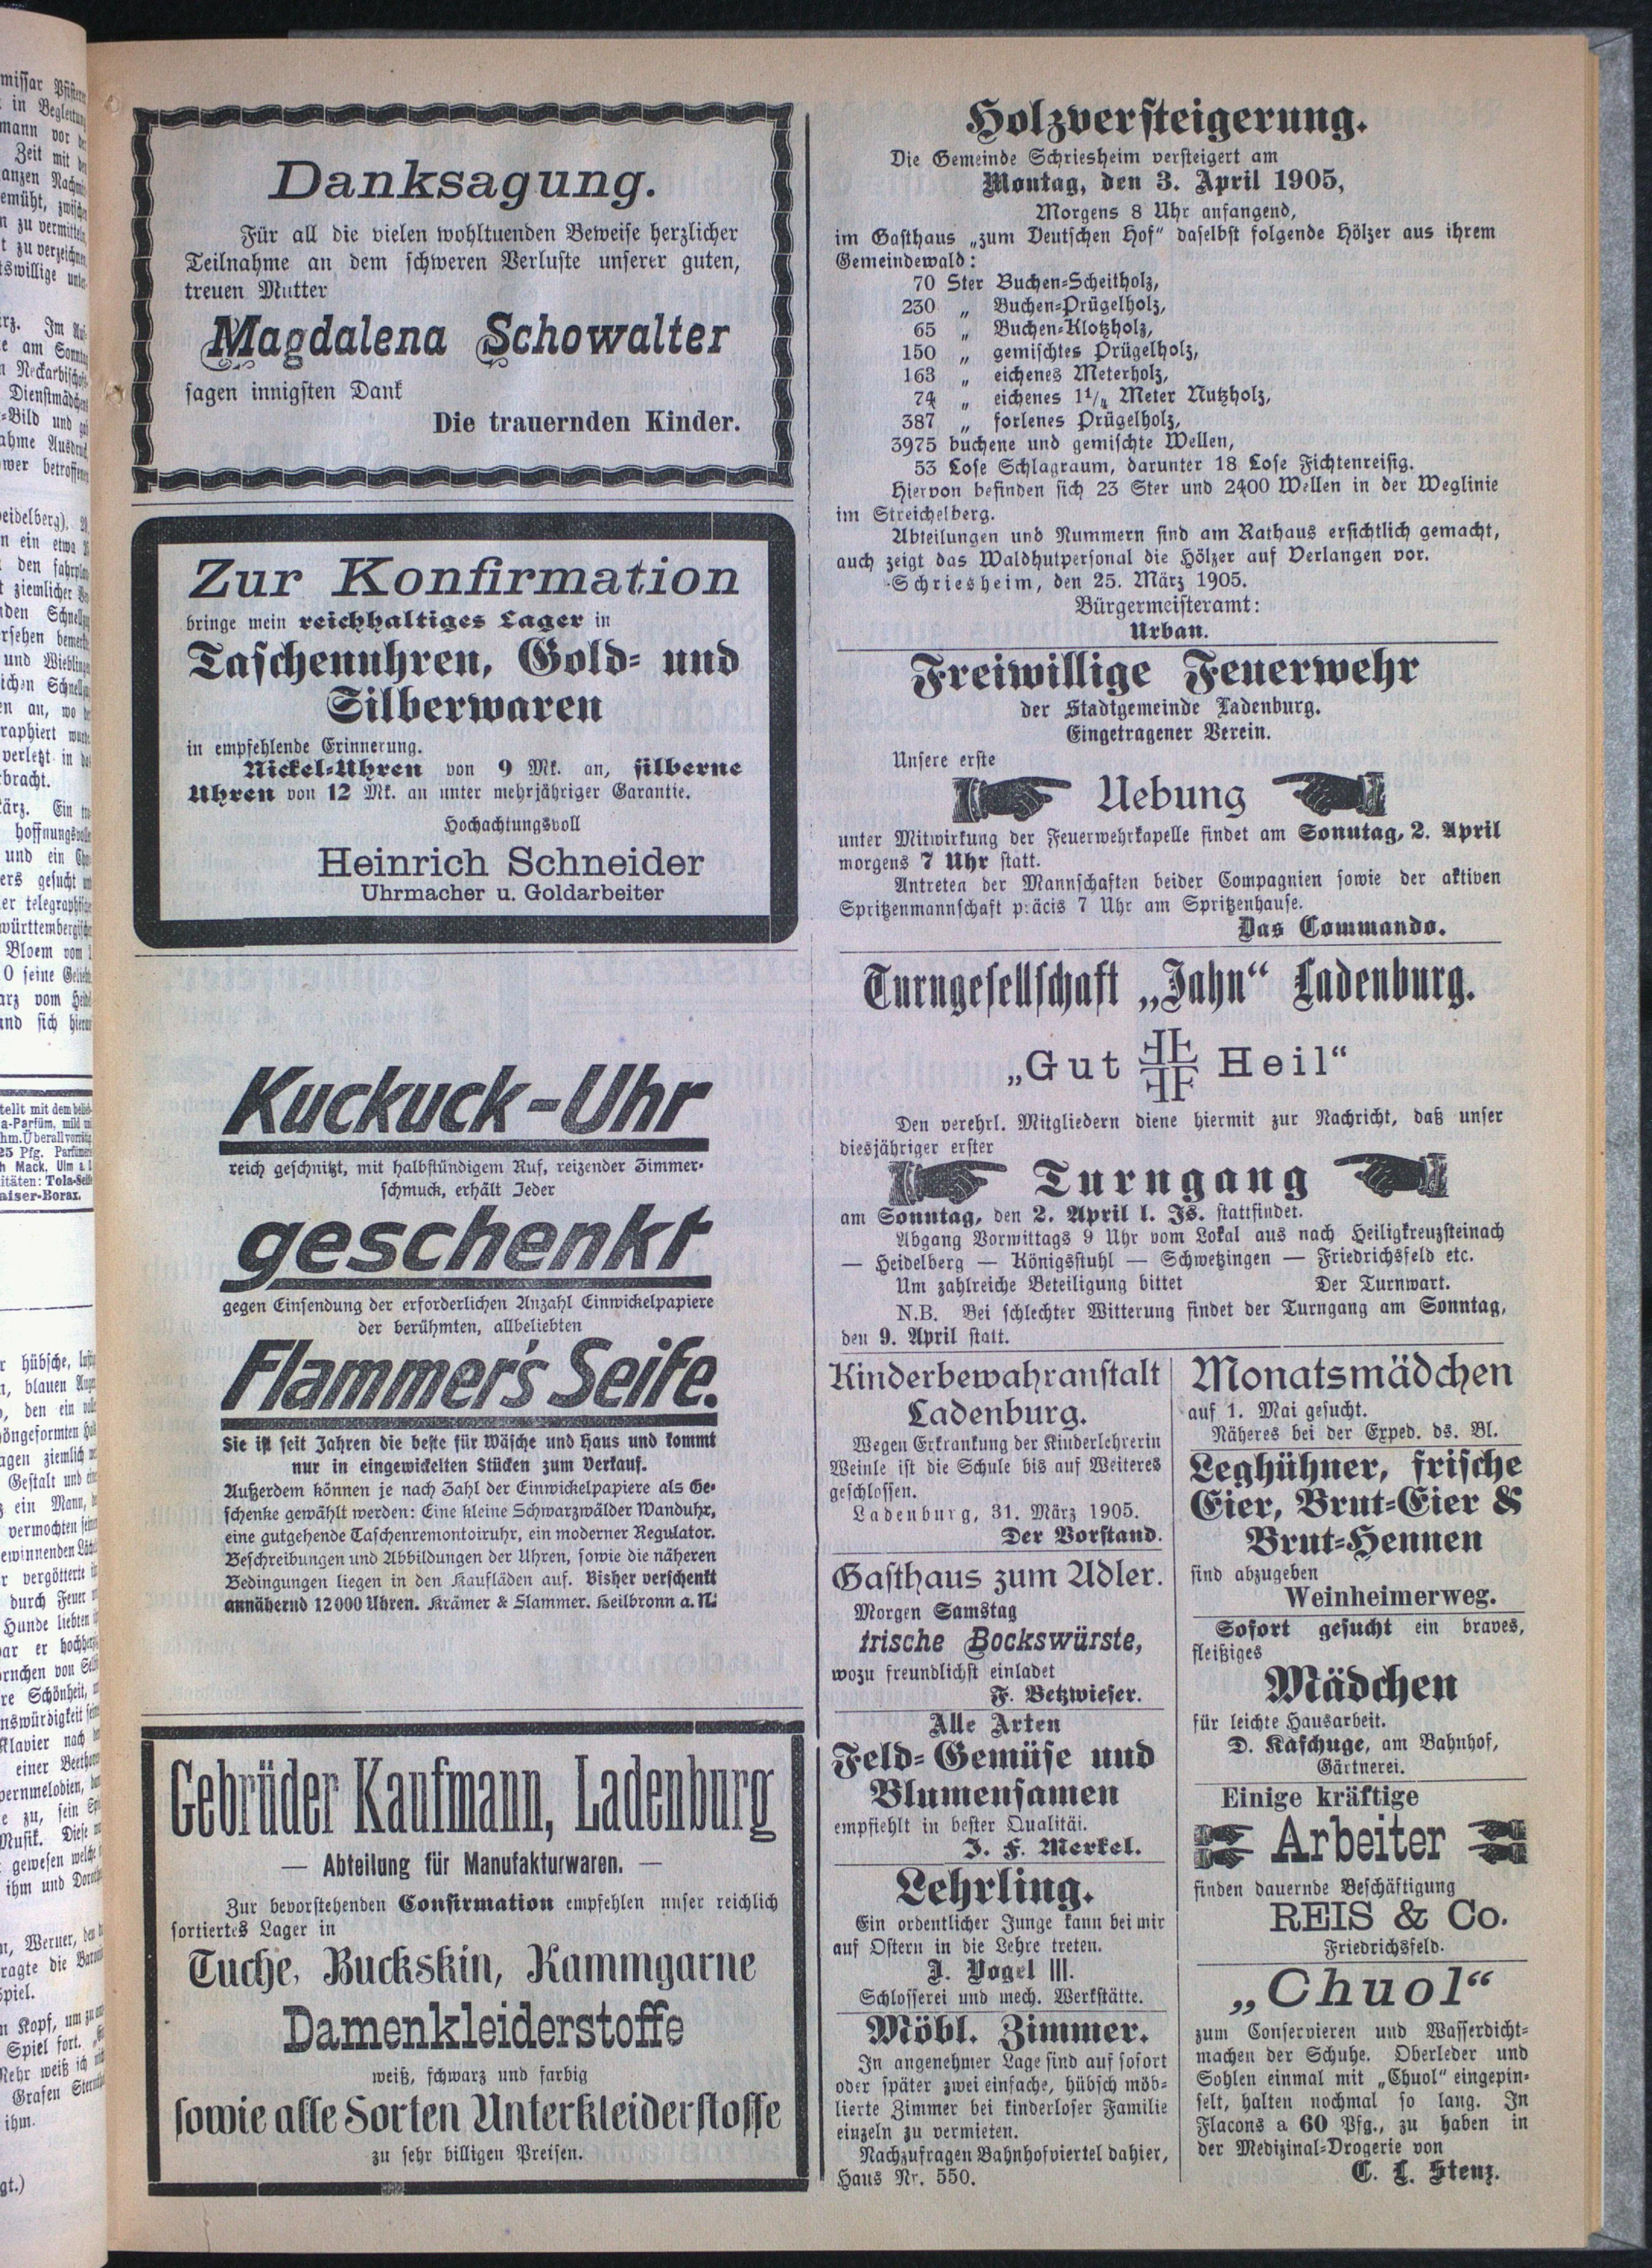 Danksagung.
Für all die vielen wohltuenden Beweise herzlicher
Teilnahme an dem schweren Verluste unserer guten,
treuen Mutter
Magdalena Schowalter
sagen innigsten Dank
Die trauernden Kinder.
Zur Konfirmation
bringe mein reichhaltiges Lager in
Taschenuhren, Gold- und
Silberwaren
in empfehlende Erinnerung.
Nickel-Uhren von 9 Mk. an, silberne
Uhren von 12 Mk. an unter mehrjähriger Garantie.
Hochachtungsvoll
Heinrich Schneider
Uhrmacher u. Goldarbeiter
Kuckuck-Uhr
reich geschnitzt, mit halbstündigem Ruf, reizender Zimmer-
schmuck, erhält Jeder
geschenkt
gegen Einsendung der erforderlichen Anzahl Einwickelpapiere
der berühmten, allbeliebten
Flammer's Seife.
Sie ist seit Jahren die beste für Wäsche und Haus und kommt
nur in eingewickelten Stücken zum Verkauf.
Außerdem können je nach Zahl der Einwickelpapiere als Ge-
schenke gewählt werden: Eine kleine Schwarzwälder Wanduhr,
eine gutgehende Taschenremontoiruhr, ein moderner Regulator.
Beschreibungen und Abbildungen der Uhren, sowie die näheren
Bedingungen liegen in den Kaufläden auf. Bisher verschenkt
annähernd 12000 Uhren. Krämer & Flammer. Heilbronn a. N.
Gebrüder Kaufmann, Ladenburg
— Abteilung für Manufakturwaren. —
Zur bevorstehenden Confirmation empfehlen unser reichlich
sortiertes Lager in
Tuche, Buckskin, Kammgarne
Damenkleiderstoffe
weiß, schwarz und farbig
sowie alle Sorten Unterkleiderstoffe
zu sehr billigen Preisen.
Holzversteigerung.
Die Gemeinde Schriesheim versteigert am
Montag, den 3. April 1905,
Morgens 8 Uhr anfangend,
im Gasthaus „zum Deutschen Hof“ daselbst folgende Hölzer aus ihrem
Gemeindewald:
70 Ster Buchen-Scheitholz,
230 „ Buchen-Prügelholz,
65 „ Buchen-Klotzholz,
150 „ gemischtes Prügelholz,
163 „ eichenes Meterholz,
74 „ eichenes 1¼ Meter Nutzholz,
387 „ forlenes Prügelholz,
3975 buchene und gemischte Wellen,
53 Lose Schlagraum, darunter 18 Lose Fichtenreisig.
Hiervon befinden sich 23 Ster und 2400 Wellen in der Weglinie
im Streichelberg.
Abteilungen und Nummern sind am Rathaus ersichtlich gemacht,
auch zeigt das Waldhutpersonal die Hölzer auf Verlangen vor.
Schriesheim, den 25. März 1905.
Bürgermeisteramt:
Urban.
Freiwillige Feuerwehr
der Stadtgemeinde Ladenburg.
Eingetragener Verein.
Unsere erste
Uebung
unter Mitwirkung der Feuerwehrkapelle findet am Sonntag, 2. April
morgens 7 Uhr statt.
Antreten der Mannschaften beider Compagnien sowie der aktiven
Spritzenmannschaft präcis 7 Uhr am Spritzenhause.
Das Commando.
Turngesellschaft „Jahn“ Ladenburg.
„Gut Heil“
Den verehrl. Mitgliedern diene hiermit zur Nachricht, daß unser
diesjähriger erster
Turngang
am Sonntag, den 2. April l. Js. stattfindet.
Abgang Vormittags 9 Uhr vom Lokal aus nach Heiligkreuzsteinach
— Heidelberg — Königsstuhl — Schwetzingen — Friedrichsfeld etc.
Um zahlreiche Beteiligung bittet Der Turnwart.
N.B. Bei schlechter Witterung findet der Turngang am Sonntag,
den 9. April statt.
Kinderbewahranstalt
Ladenburg.
Wegen Erkrankung der Kinderlehrerin
Weinle ist die Schule bis auf Weiteres
geschlossen.
Ladenburg, 31. März 1905.
Der Vorstand.
Gasthaus zum Adler.
Morgen Samstag
frische Bockswürste,
wozu freundlichst einladet
F. Betzwieser.
Alle Arten
Feld-Gemüse und
Blumensamen
empfiehlt in bester Qualität.
J. F. Merkel.
Lehrling.
Ein ordentlicher Junge kann bei mir
auf Ostern in die Lehre treten.
J. Vogel III.
Schlosserei und mech. Werkstätte.
Möbl. Zimmer.
In angenehmer Lage sind auf sofort
oder später zwei einfache, hübsch möb-
lierte Zimmer bei kinderloser Familie
einzeln zu vermieten.
Nachzufragen Bahnhofviertel dahier,
Haus Nr. 550.
Monatsmädchen
auf 1. Mai gesucht.
Näheres bei der Exped. ds. Bl.
Leghühner, frische
Eier, Brut-Eier &
Brut-Hennen
sind abzugeben
Weinheimerweg.
Sofort gesucht ein braves,
fleißiges
Mädchen
für leichte Hausarbeit.
D. Käschuge, am Bahnhof,
Gärtnerei.
Einige kräftige
Arbeiter
finden dauernde Beschäftigung
REIS & Co.
Friedrichsfeld.
„Chuol“
zum Conservieren und Wasserdicht-
machen der Schuhe. Oberleder und
Sohlen einmal mit „Chuol“ eingepin-
selt, halten nochmal so lang. In
Flacons a 60 Pfg., zu haben in
der Medizinal-Drogerie von
C. L. Stenz.